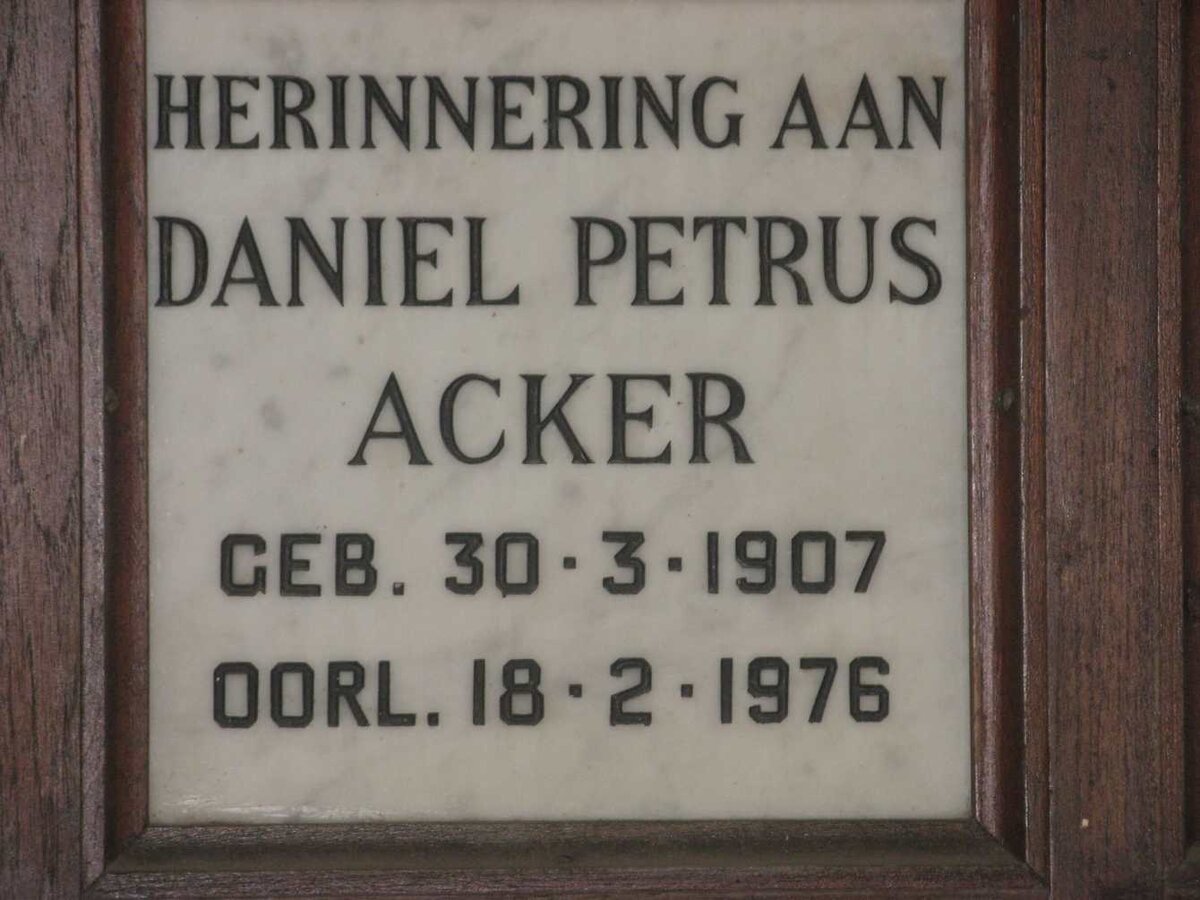 HERINNERING AAN
DANIEL PETRUS
ACKER
GEB. 30·3·1907
OORL. 18·2·1976